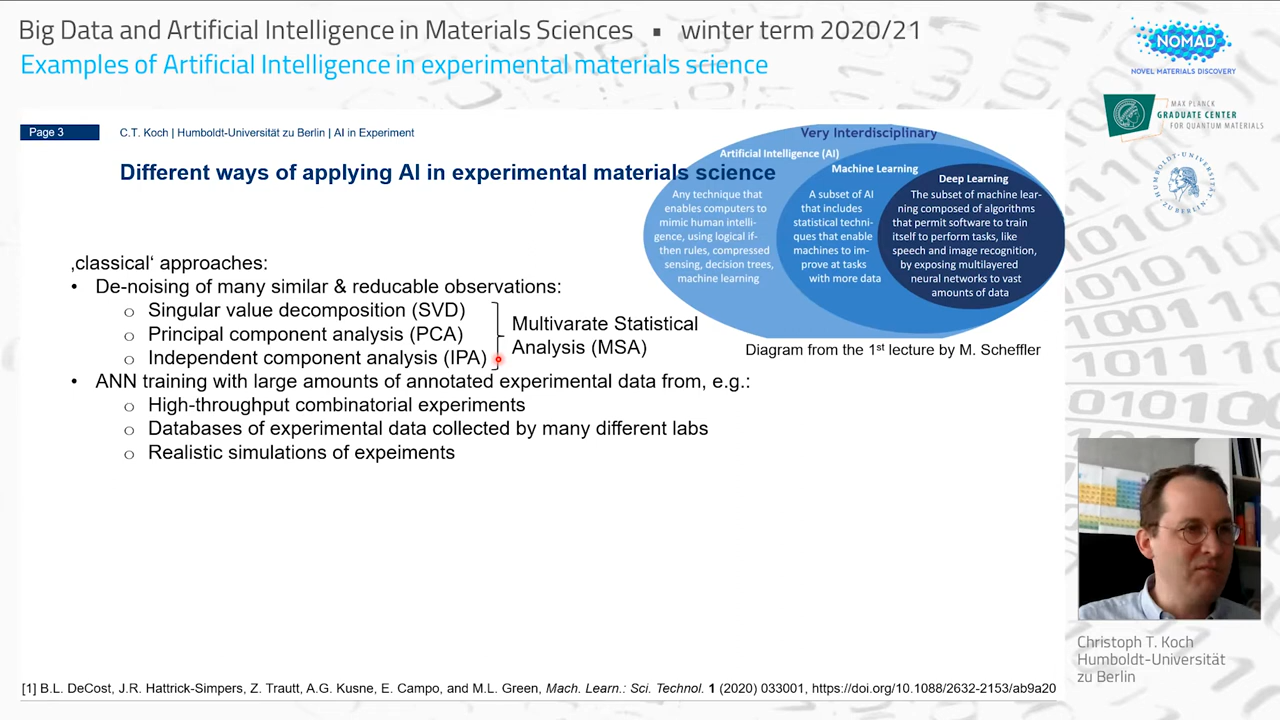 Big Data and Artificial Intelligence in Materials Sciences ▪ winter term 2020/21
Examples of Artificial Intelligence in experimental materials science
NOMAD
NOVEL MATERIALS DISCOVERY
MAX PLANCK
GRADUATE CENTER
FOR QUANTUM MATERIALS
HUMBOLDT-UNIVERSITÄT
ZU BERLIN
Page 3
C.T. Koch | Humboldt-Universität zu Berlin | AI in Experiment
Different ways of applying AI in experimental materials science
Very Interdisciplinary
Artificial Intelligence (AI)
Any technique that
enables computers to
mimic human intelli-
gence, using logical if-
then rules, compressed
sensing, decision trees,
machine learning
Machine Learning
A subset of AI
that includes
statistical techni-
ques that enable
machines to im-
prove at tasks
with more data
Deep Learning
The subset of machine lear-
ning composed of algorithms
that permit software to train
itself to perform tasks, like
speech and image recognition,
by exposing multilayered
neural networks to vast
amounts of data
Diagram from the 1st lecture by M. Scheffler
‚classical‘ approaches:
• De-noising of many similar & reducable observations:
o Singular value decomposition (SVD)
o Principal component analysis (PCA)
o Independent component analysis (IPA)
Multivarate Statistical
Analysis (MSA)
• ANN training with large amounts of annotated experimental data from, e.g.:
o High-throughput combinatorial experiments
o Databases of experimental data collected by many different labs
o Realistic simulations of expeiments
[1] B.L. DeCost, J.R. Hattrick-Simpers, Z. Trautt, A.G. Kusne, E. Campo, and M.L. Green, Mach. Learn.: Sci. Technol. 1 (2020) 033001, https://doi.org/10.1088/2632-2153/ab9a20
Christoph T. Koch
Humboldt-Universität
zu Berlin